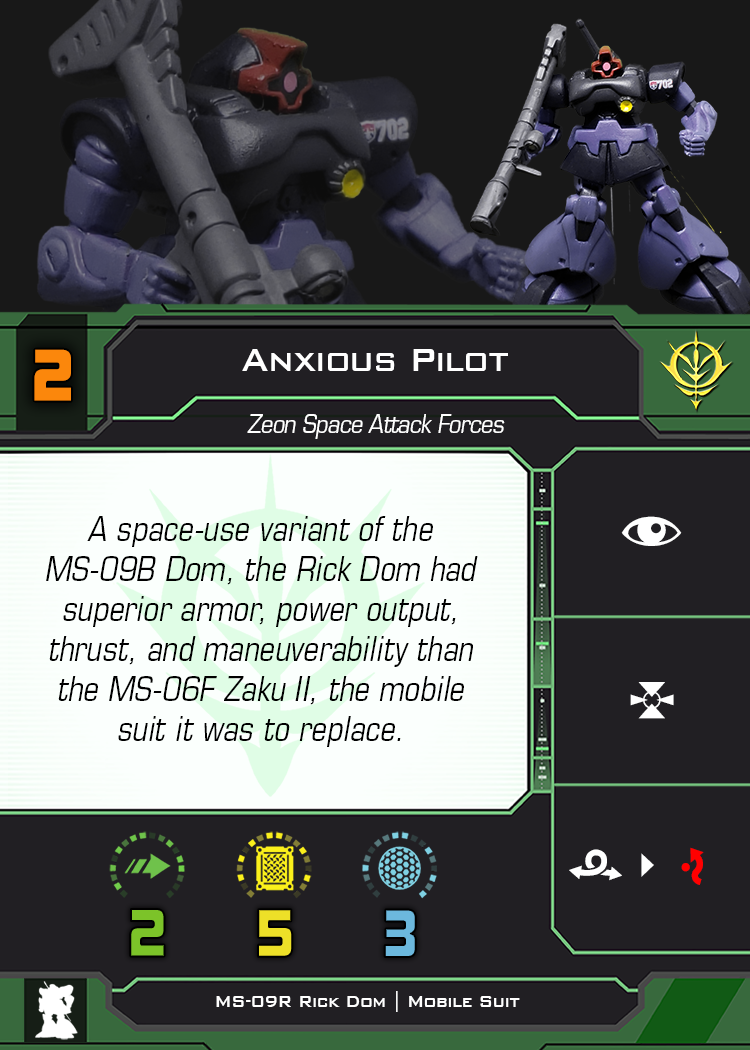 702
702
2
Anxious Pilot
Zeon Space Attack Forces
A space-use variant of the
MS-09B Dom, the Rick Dom had
superior armor, power output,
thrust, and maneuverability than
the MS-06F Zaku II, the mobile
suit it was to replace.
2 5 3
MS-09R Rick Dom | Mobile Suit